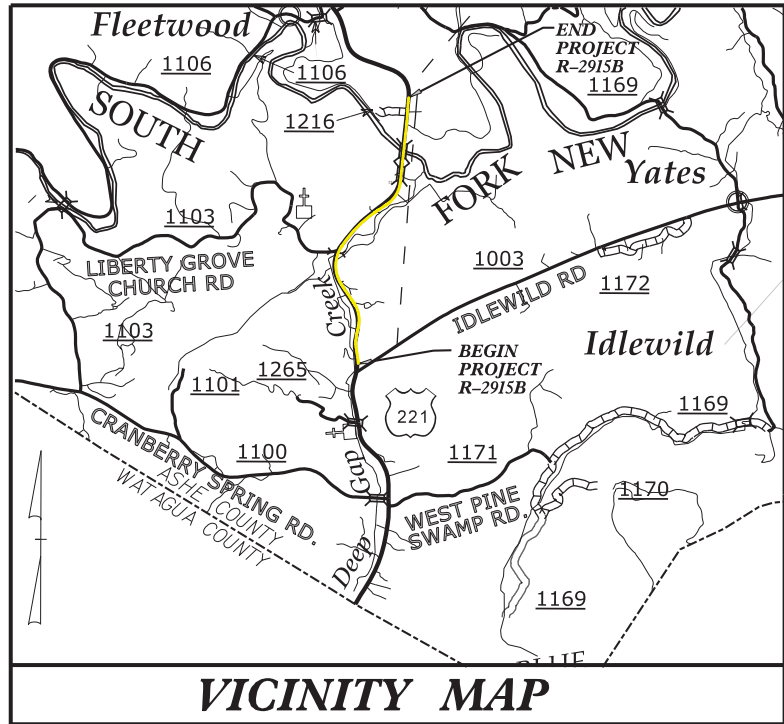 Fleetwood
1106
1106
END
PROJECT
R–2915B
1169
1216
SOUTH
FORK
NEW
Yates
1103
LIBERTY GROVE
CHURCH RD
1003
1172
IDLEWILD RD
Creek
1103
Idlewild
BEGIN
PROJECT
R–2915B
1265
1101
221
1169
CRANBERRY SPRING RD.
1100
1171
Gap
ASHE COUNTY
WATAGUA COUNTY
WEST PINE
SWAMP RD.
1170
Deep
1169
BLUE
VICINITY MAP